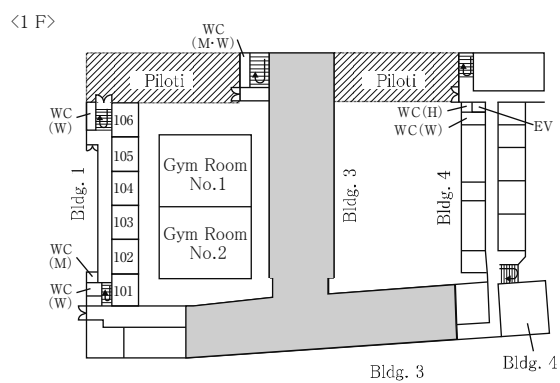 <1 F>
WC
(M·W)
Piloti
Piloti
WC
(W)
106
WC(H)
EV
WC(W)
105
Gym Room
No.1
104
Bldg. 1
Bldg. 3
Bldg. 4
103
Gym Room
No.2
102
WC
(M)
WC
(W)
101
Bldg. 3
Bldg. 4